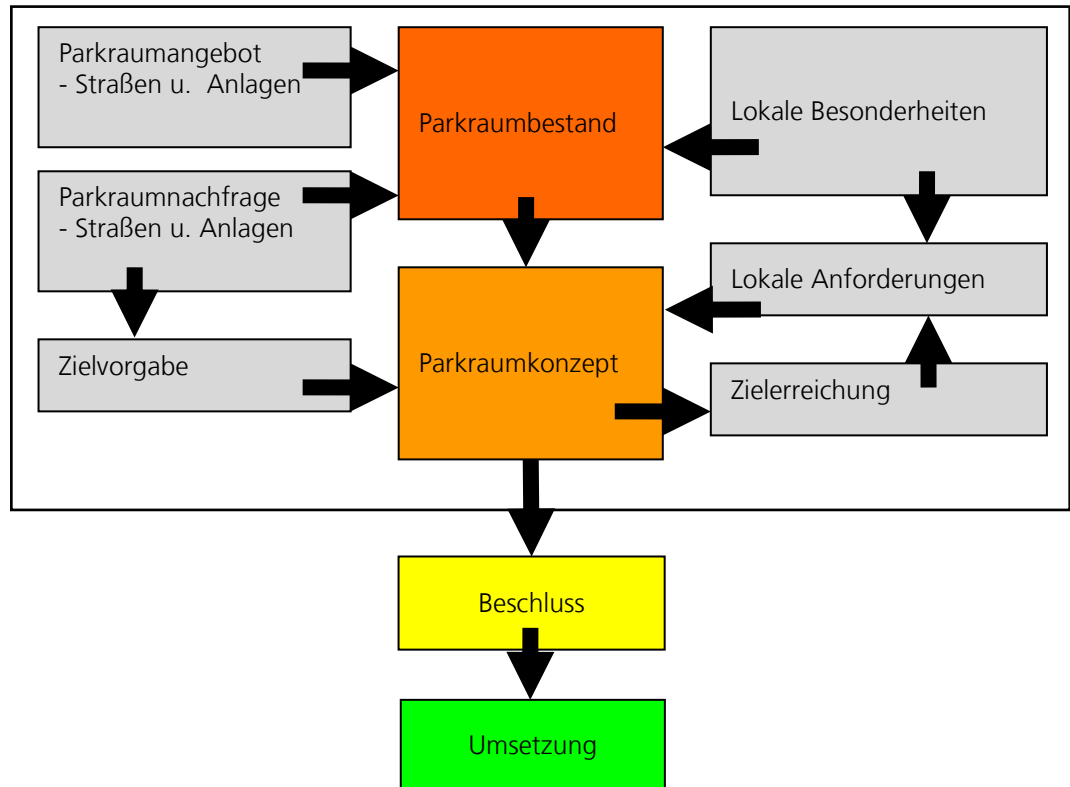 Parkraumangebot
- Straßen u. Anlagen
Parkraumbestand
Lokale Besonderheiten
Parkraumnachfrage
- Straßen u. Anlagen
Lokale Anforderungen
Zielvorgabe
Parkraumkonzept
Zielerreichung
Beschluss
Umsetzung